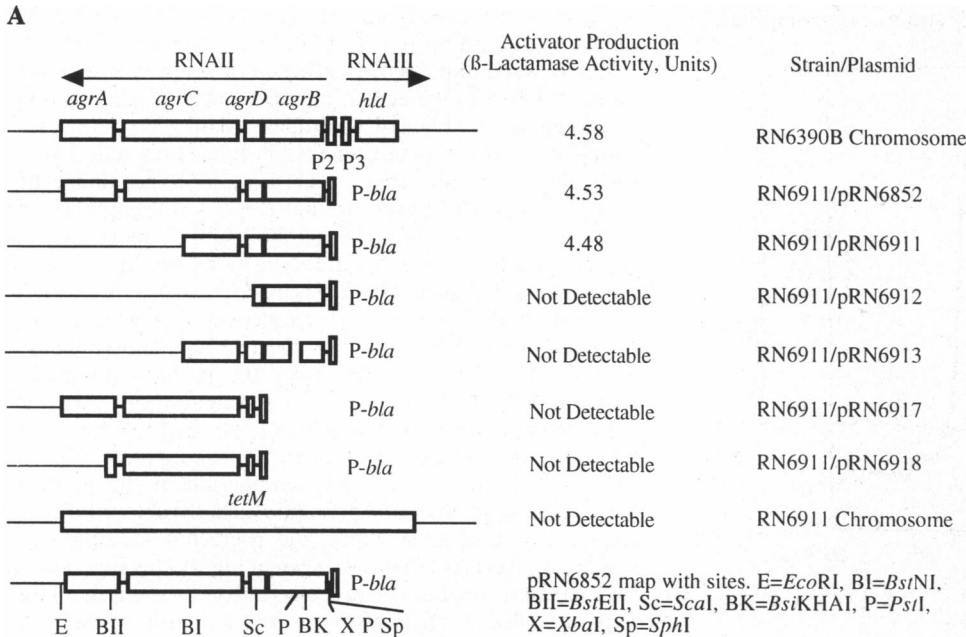 A
Activator Production
(ß-Lactamase Activity, Units)
Strain/Plasmid
RNAII RNAIII
agrA agrC agrD agrB hld
P2 P3
4.58 RN6390B Chromosome
P-bla 4.53 RN6911/pRN6852
P-bla 4.48 RN6911/pRN6911
P-bla Not Detectable RN6911/pRN6912
P-bla Not Detectable RN6911/pRN6913
P-bla Not Detectable RN6911/pRN6917
P-bla Not Detectable RN6911/pRN6918
tetM
Not Detectable RN6911 Chromosome
P-bla
E BII BI Sc P BK X P Sp
pRN6852 map with sites. E=EcoRI, BI=BstNI,
BII=BstEII, Sc=ScaI, BK=BsiKHAI, P=PstI,
X=XbaI, Sp=SphI